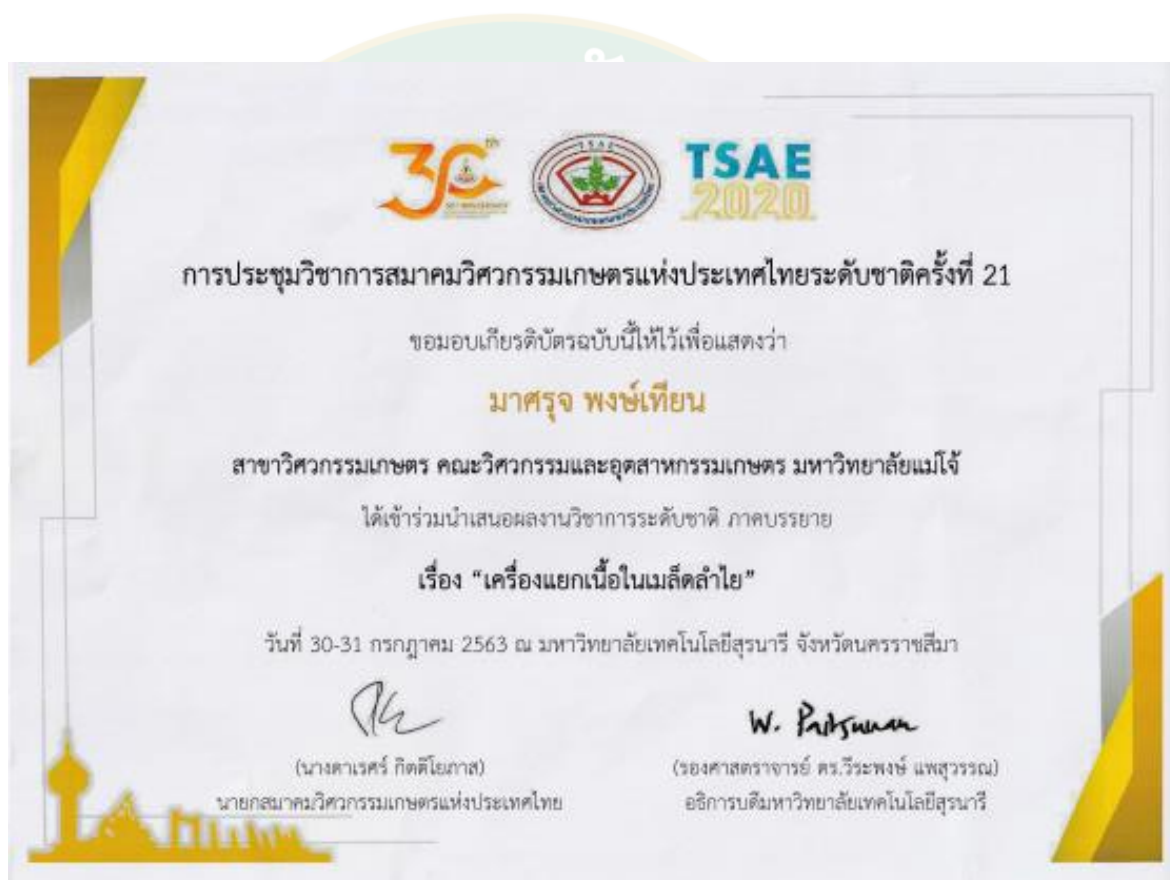 30th
TSAE
TSAE
2020
การประชุมวิชาการสมาคมวิศวกรรมเกษตรแห่งประเทศไทยระดับชาติครั้งที่ 21
ขอมอบเกียรติบัตรฉบับนี้ให้ไว้เพื่อแสดงว่า
มาศรุจ พงษ์เทียน
สาขาวิศวกรรมเกษตร คณะวิศวกรรมและอุตสาหกรรมเกษตร มหาวิทยาลัยแม่โจ้
ได้เข้าร่วมนำเสนอผลงานวิชาการระดับชาติ ภาคบรรยาย
เรื่อง “เครื่องแยกเนื้อในเมล็ดลำไย”
วันที่ 30-31 กรกฎาคม 2563 ณ มหาวิทยาลัยเทคโนโลยีสุรนารี จังหวัดนครราชสีมา
(นางดาเรศร์ กิตติโยภาส) (รองศาสตราจารย์ ดร.วีระพงษ์ แพสุวรรณ)
นายกสมาคมวิศวกรรมเกษตรแห่งประเทศไทย อธิการบดีมหาวิทยาลัยเทคโนโลยีสุรนารี